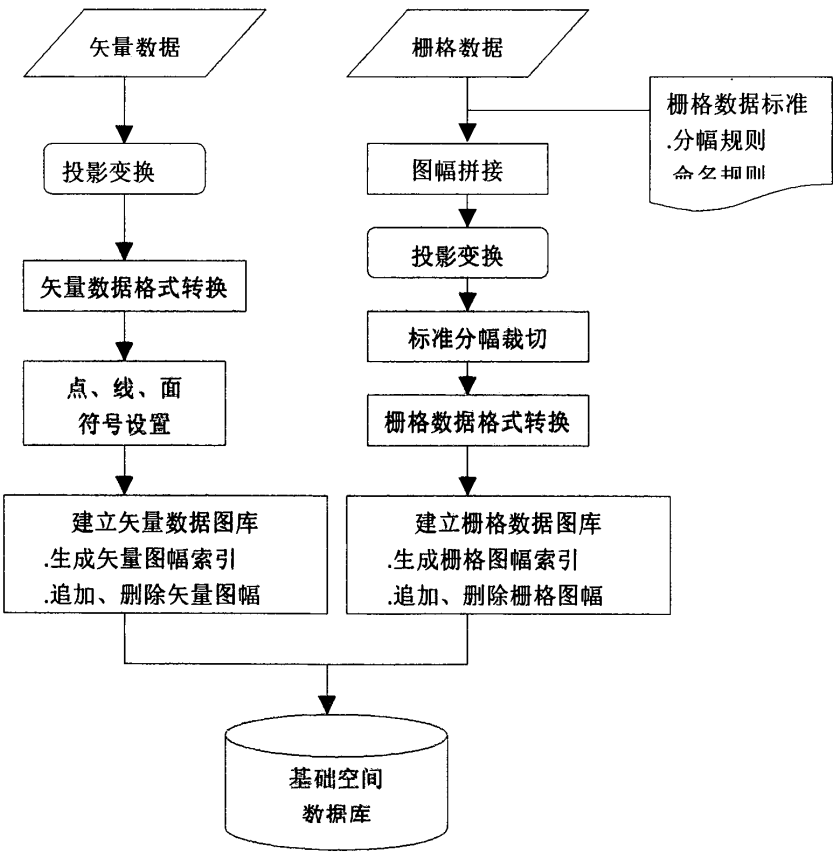 矢量数据
投影变换
矢量数据格式转换
点、线、面
符号设置
建立矢量数据图库
.生成矢量图幅索引
.追加、删除矢量图幅
栅格数据
栅格数据标准
.分幅规则
命名规则
图幅拼接
投影变换
标准分幅裁切
栅格数据格式转换
建立栅格数据图库
.生成栅格图幅索引
.追加、删除栅格图幅
基础空间
数据库